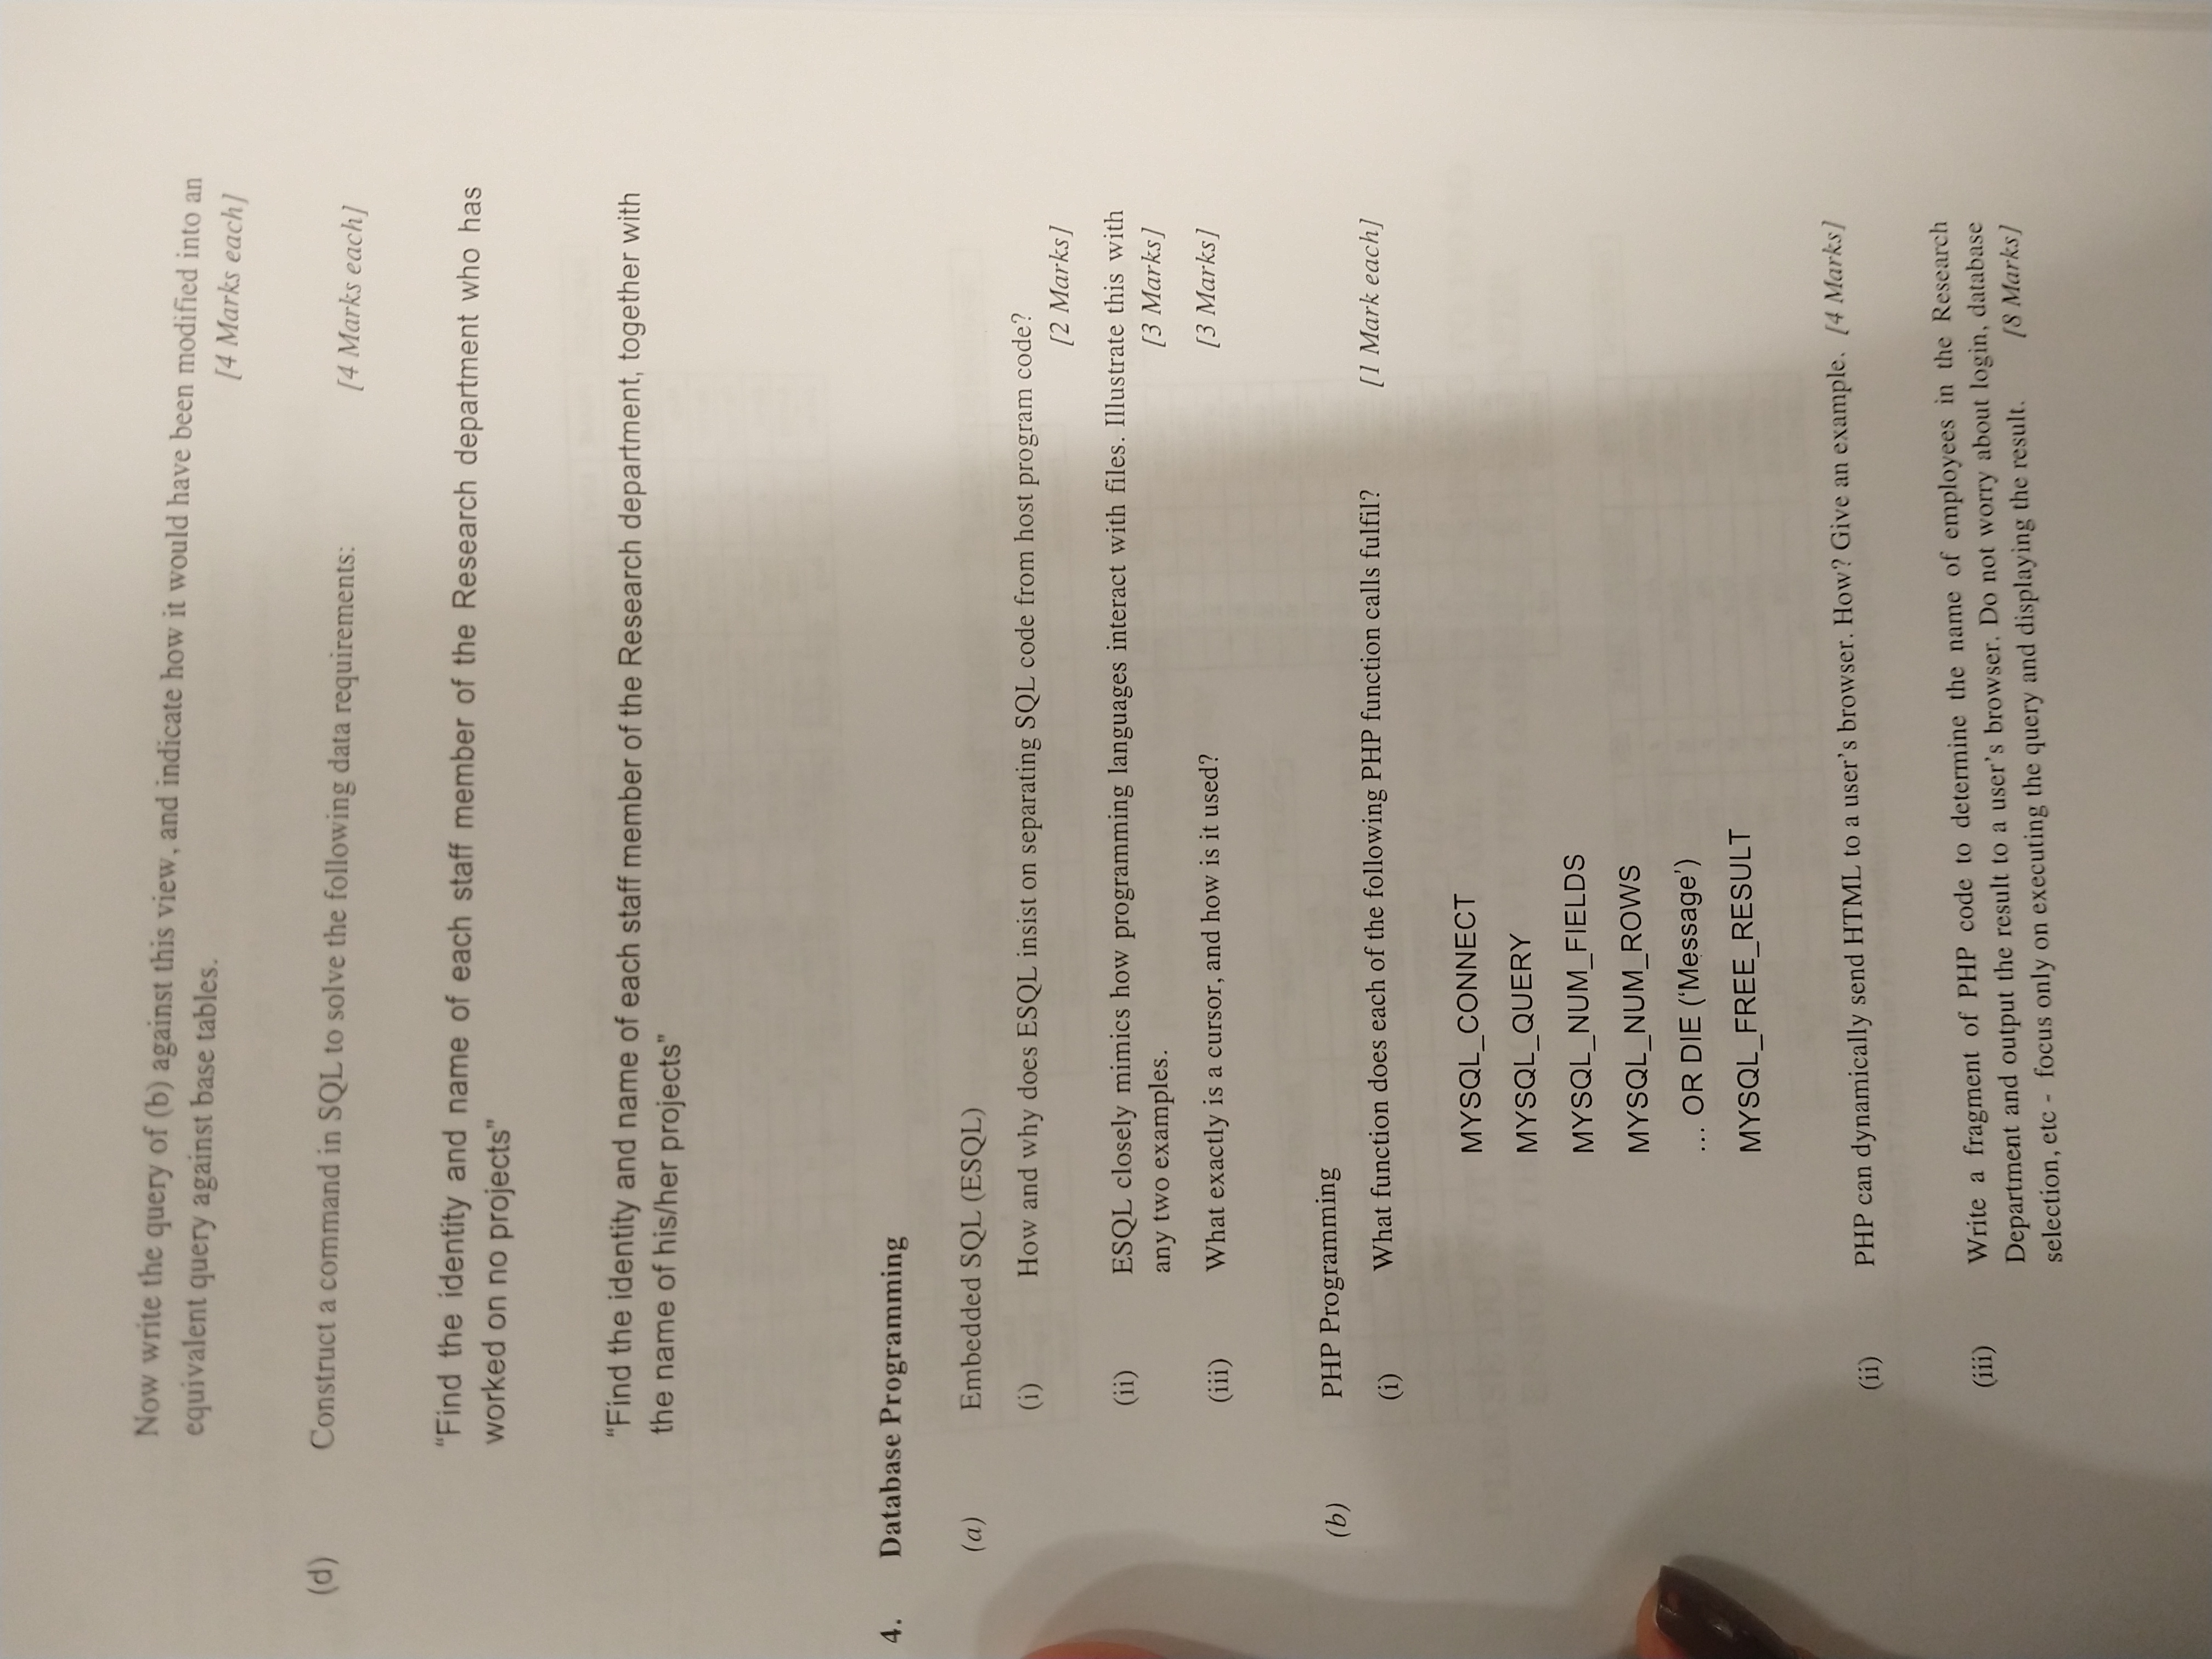 Now write the query of (b) against this view, and indicate how it would have been modified into an
equivalent query against base tables.
[4 Marks each]
(d) Construct a command in SQL to solve the following data requirements: [4 Marks each]
“Find the identity and name of each staff member of the Research department who has
worked on no projects”
“Find the identity and name of each staff member of the Research department, together with
the name of his/her projects”
4. Database Programming
(a) Embedded SQL (ESQL)
(i) How and why does ESQL insist on separating SQL code from host program code?
[2 Marks]
(ii) ESQL closely mimics how programming languages interact with files. Illustrate this with
any two examples. [3 Marks]
(iii) What exactly is a cursor, and how is it used? [3 Marks]
(b) PHP Programming
(i) What function does each of the following PHP function calls fulfil? [1 Mark each]
MYSQL_CONNECT
MYSQL_QUERY
MYSQL_NUM_FIELDS
MYSQL_NUM_ROWS
... OR DIE (‘Message’)
MYSQL_FREE_RESULT
(ii) PHP can dynamically send HTML to a user’s browser. How? Give an example. [4 Marks]
(iii) Write a fragment of PHP code to determine the name of employees in the Research
Department and output the result to a user’s browser. Do not worry about login, database
selection, etc - focus only on executing the query and displaying the result. [8 Marks]